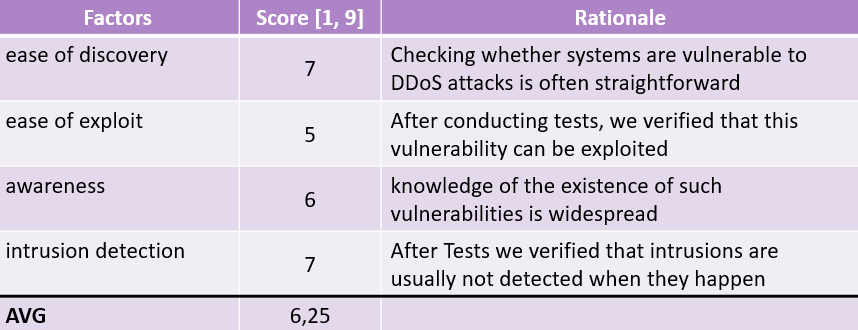 Factors Score [1, 9] Rationale
ease of discovery 7 Checking whether systems are vulnerable to
DDoS attacks is often straightforward
ease of exploit 5 After conducting tests, we verified that this
vulnerability can be exploited
awareness 6 knowledge of the existence of such
vulnerabilities is widespread
intrusion detection 7 After Tests we verified that intrusions are
usually not detected when they happen
AVG 6,25